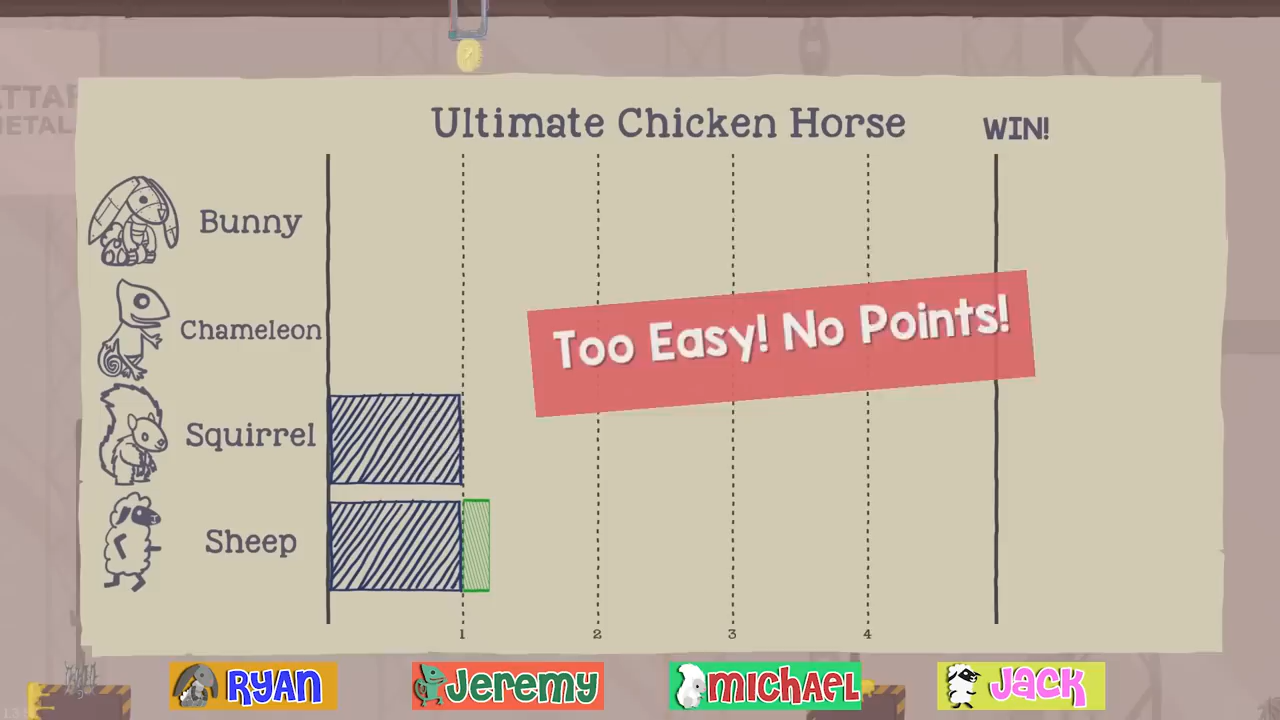 Ultimate Chicken Horse
WIN!
Bunny
Chameleon
Squirrel
Sheep
Too Easy! No Points!
1 2 3 4
RYAN
Jeremy
michael
Jack